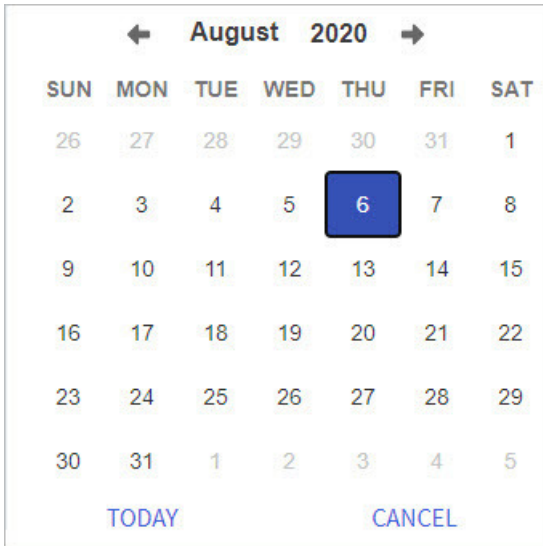 August 2020
SUN MON TUE WED THU FRI SAT
26 27 28 29 30 31 1
2 3 4 5 6 7 8
9 10 11 12 13 14 15
16 17 18 19 20 21 22
23 24 25 26 27 28 29
30 31 1 2 3 4 5
TODAY CANCEL